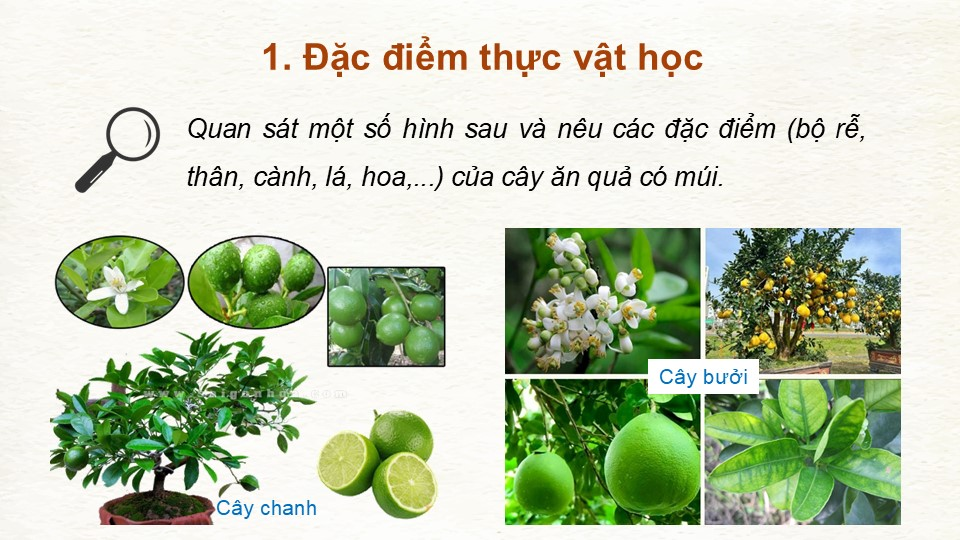 1. Đặc điểm thực vật học
Quan sát một số hình sau và nêu các đặc điểm (bộ rễ,
thân, cành, lá, hoa,...) của cây ăn quả có múi.
Cây bưởi
Cây chanh